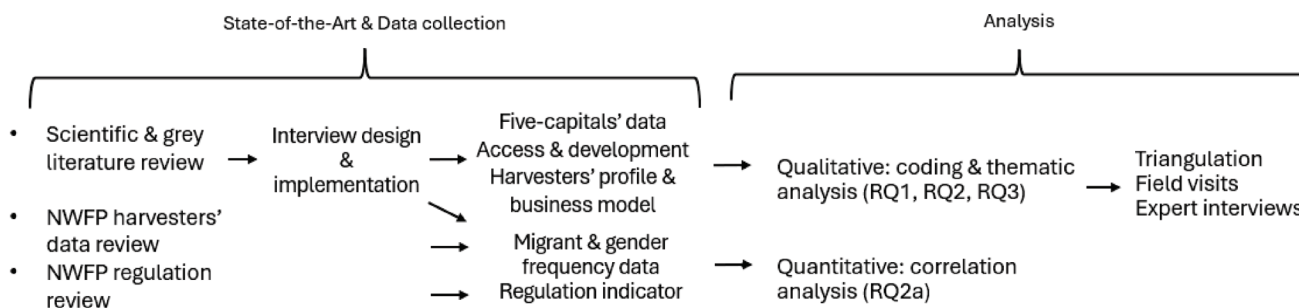 State-of-the-Art & Data collection
Analysis
• Scientific & grey
literature review
• NWFP harvesters'
data review
• NWFP regulation
review
Interview design
&
implementation
Five-capitals' data
Access & development
Harvesters' profile &
business model
Migrant & gender
frequency data
Regulation indicator
Qualitative: coding & thematic
analysis (RQ1, RQ2, RQ3)
Quantitative: correlation
analysis (RQ2a)
Triangulation
Field visits
Expert interviews